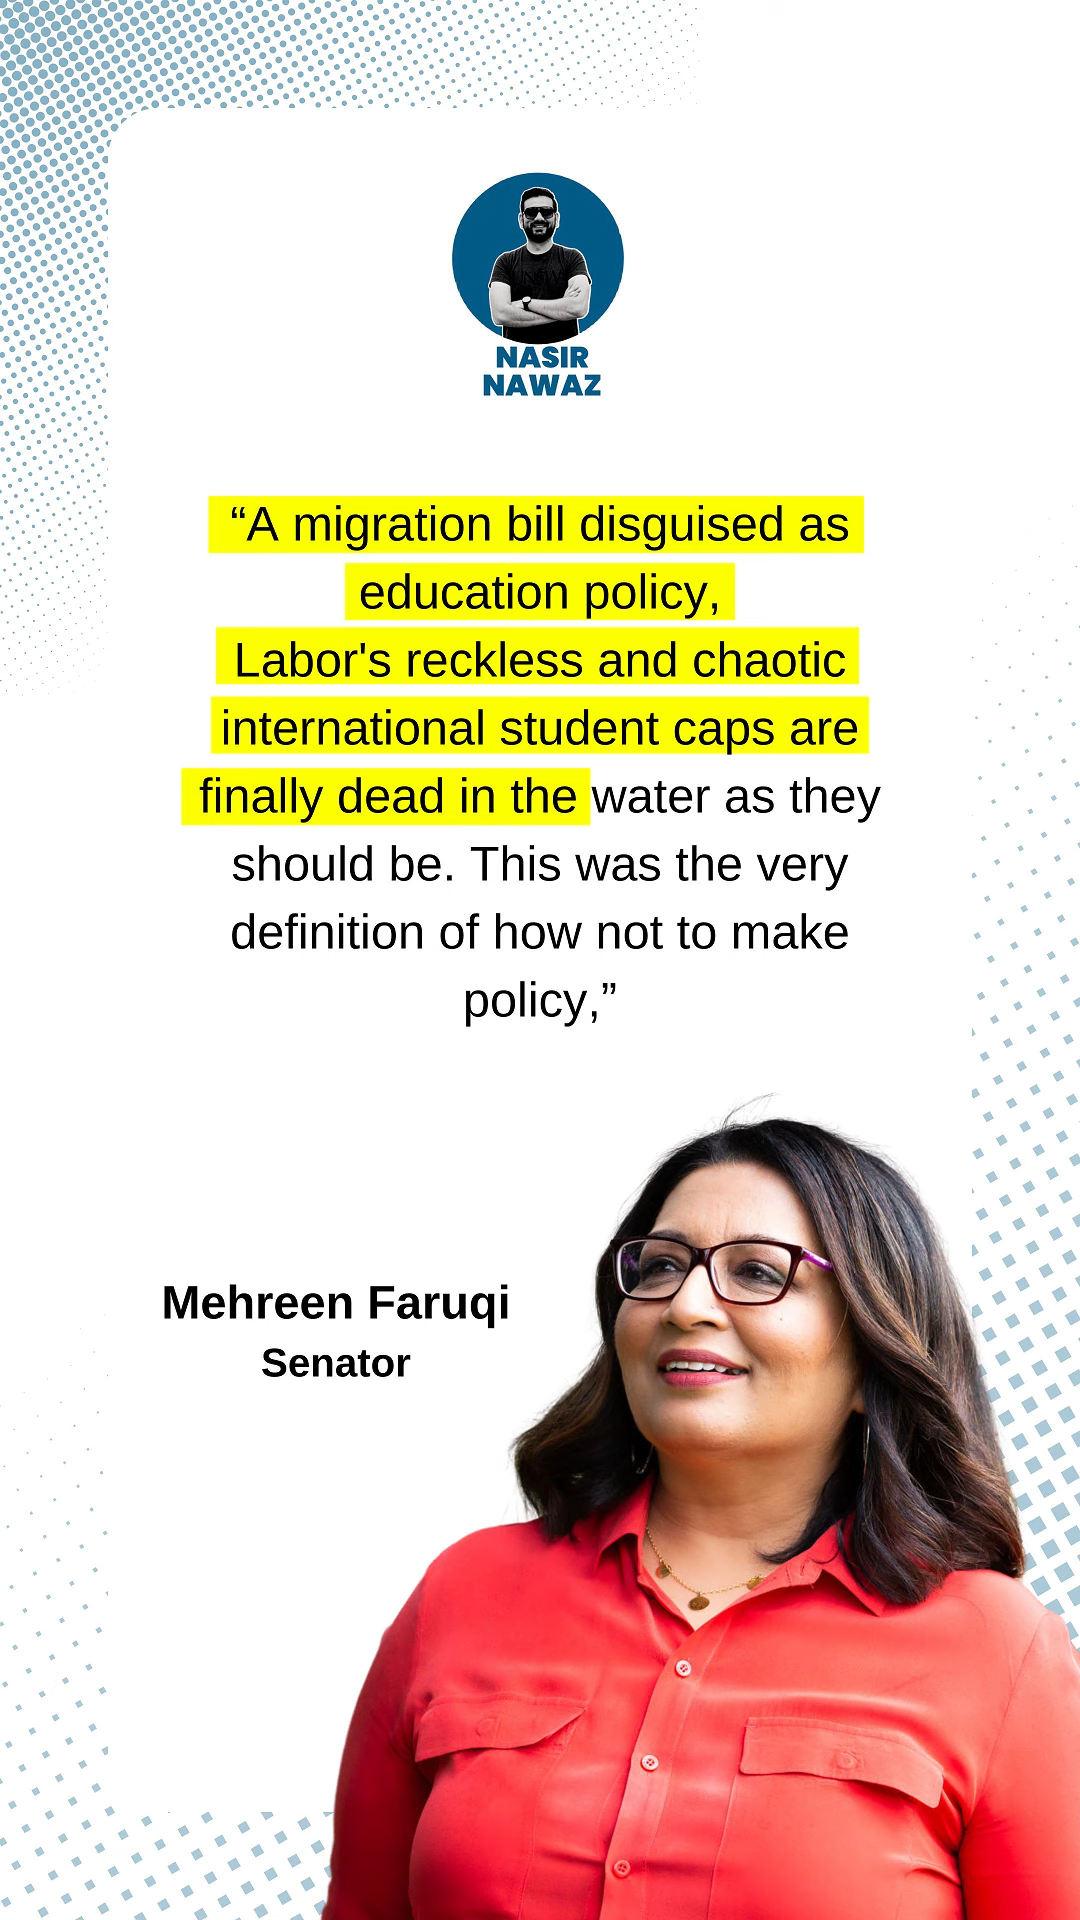 NASIR
NAWAZ
“A migration bill disguised as
education policy,
Labor's reckless and chaotic
international student caps are
finally dead in the water as they
should be. This was the very
definition of how not to make
policy,”
Mehreen Faruqi
Senator